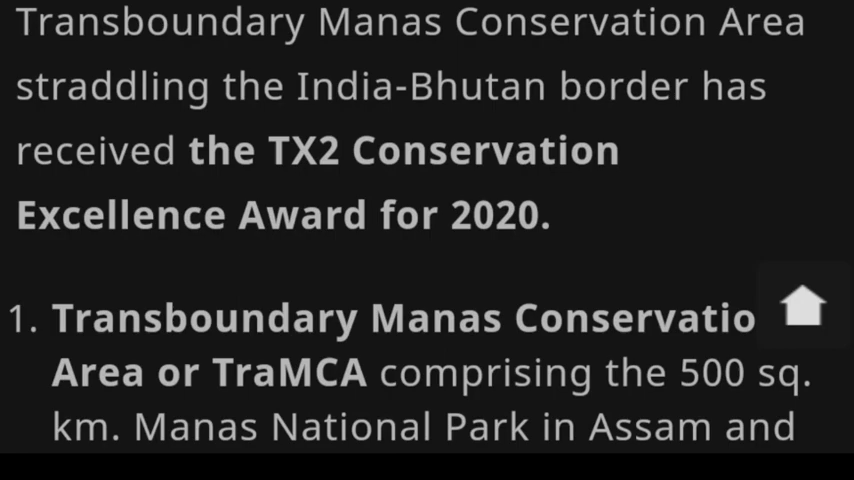 Transboundary Manas Conservation Area
straddling the India-Bhutan border has
received the TX2 Conservation
Excellence Award for 2020.
1. Transboundary Manas Conservatio
Area or TraMCA comprising the 500 sq.
km. Manas National Park in Assam and